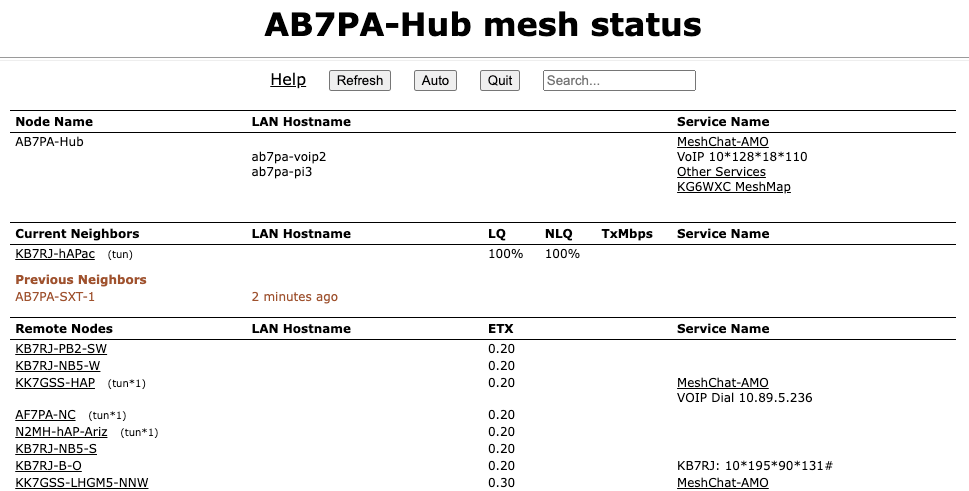 AB7PA-Hub mesh status
Help Refresh Auto Quit Search...
Node Name LAN Hostname Service Name
AB7PA-Hub MeshChat-AMO
ab7pa-voip2 VoIP 10*128*18*110
ab7pa-pi3 Other Services
KG6WXC MeshMap
Current Neighbors LAN Hostname LQ NLQ TxMbps Service Name
KB7RJ-hAPac (tun) 100% 100%
Previous Neighbors
AB7PA-SXT-1 2 minutes ago
Remote Nodes LAN Hostname ETX Service Name
KB7RJ-PB2-SW 0.20
KB7RJ-NB5-W 0.20
KK7GSS-HAP (tun*1) 0.20 MeshChat-AMO
VOIP Dial 10.89.5.236
AF7PA-NC (tun*1) 0.20
N2MH-hAP-Ariz (tun*1) 0.20
KB7RJ-NB5-S 0.20
KB7RJ-B-O 0.20 KB7RJ: 10*195*90*131#
KK7GSS-LHGM5-NNW 0.30 MeshChat-AMO